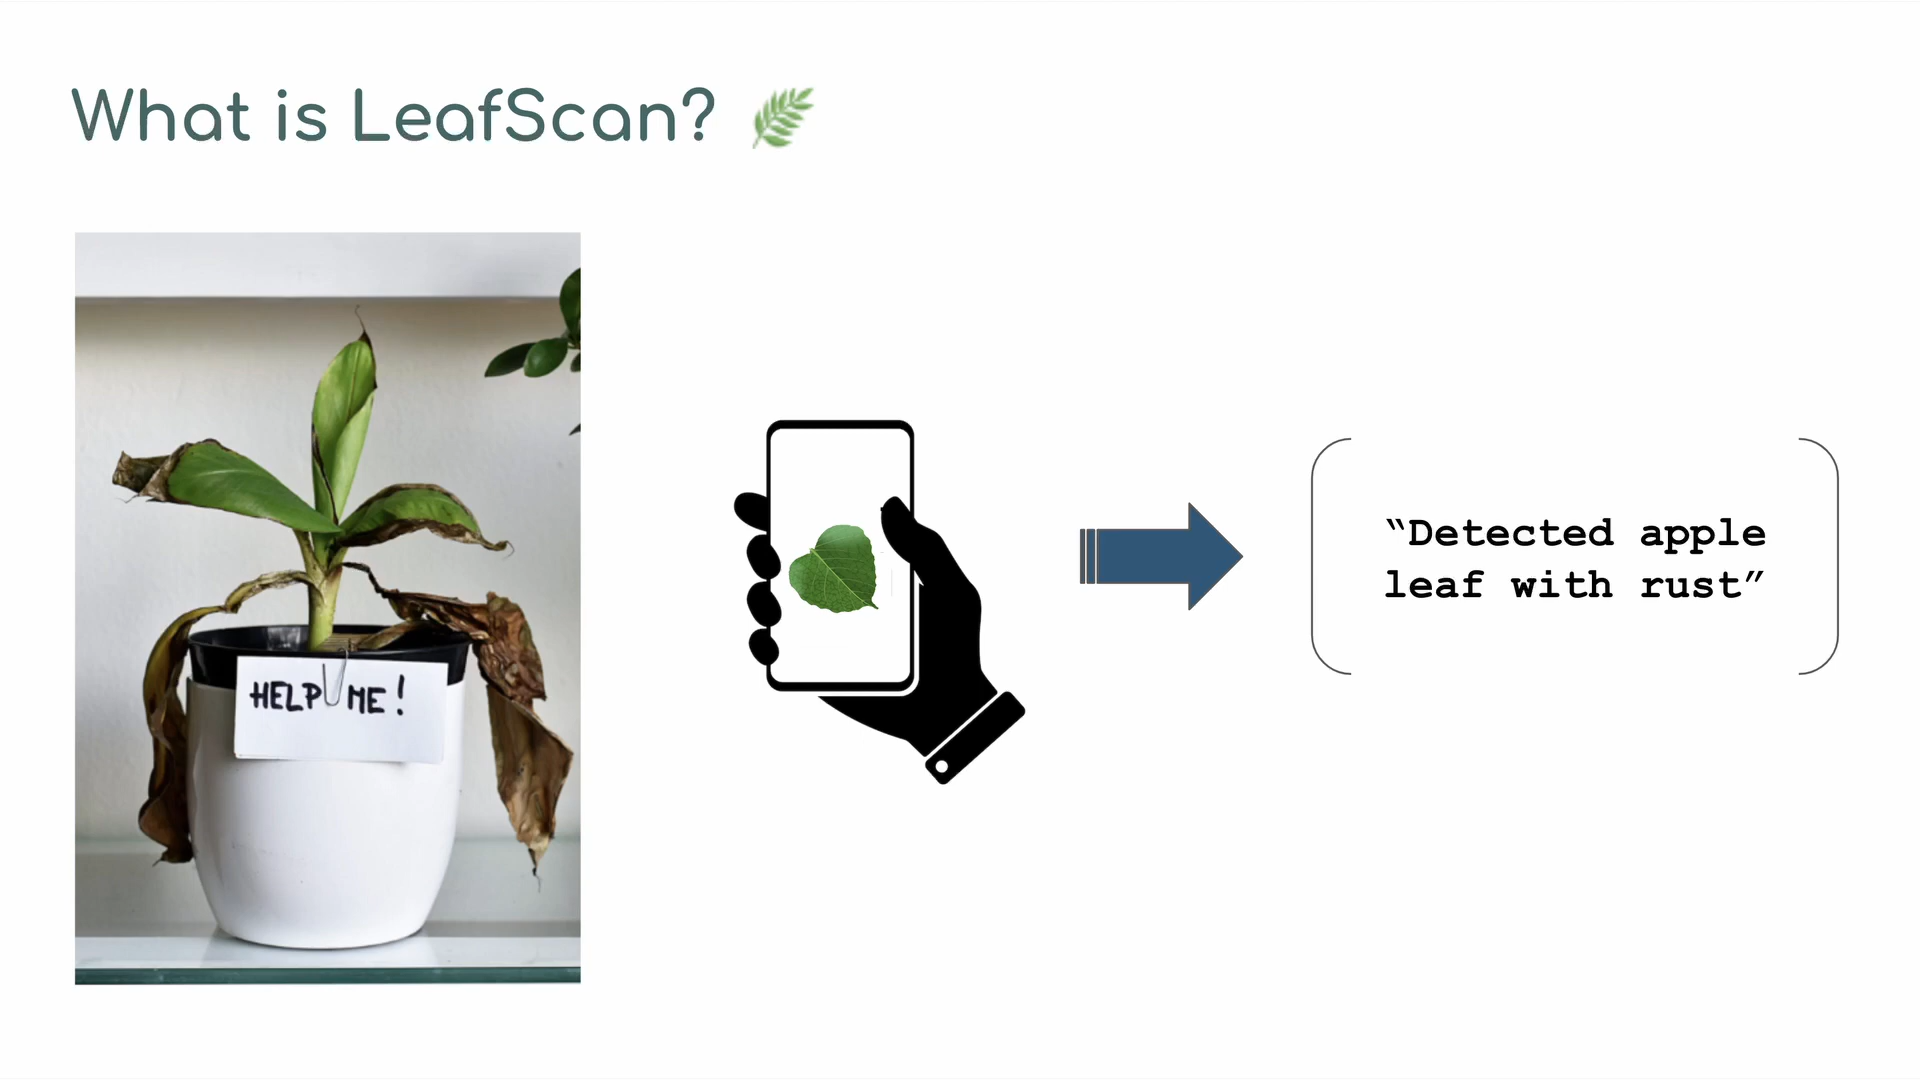 What is LeafScan?
HELP ME!
“Detected apple
leaf with rust”